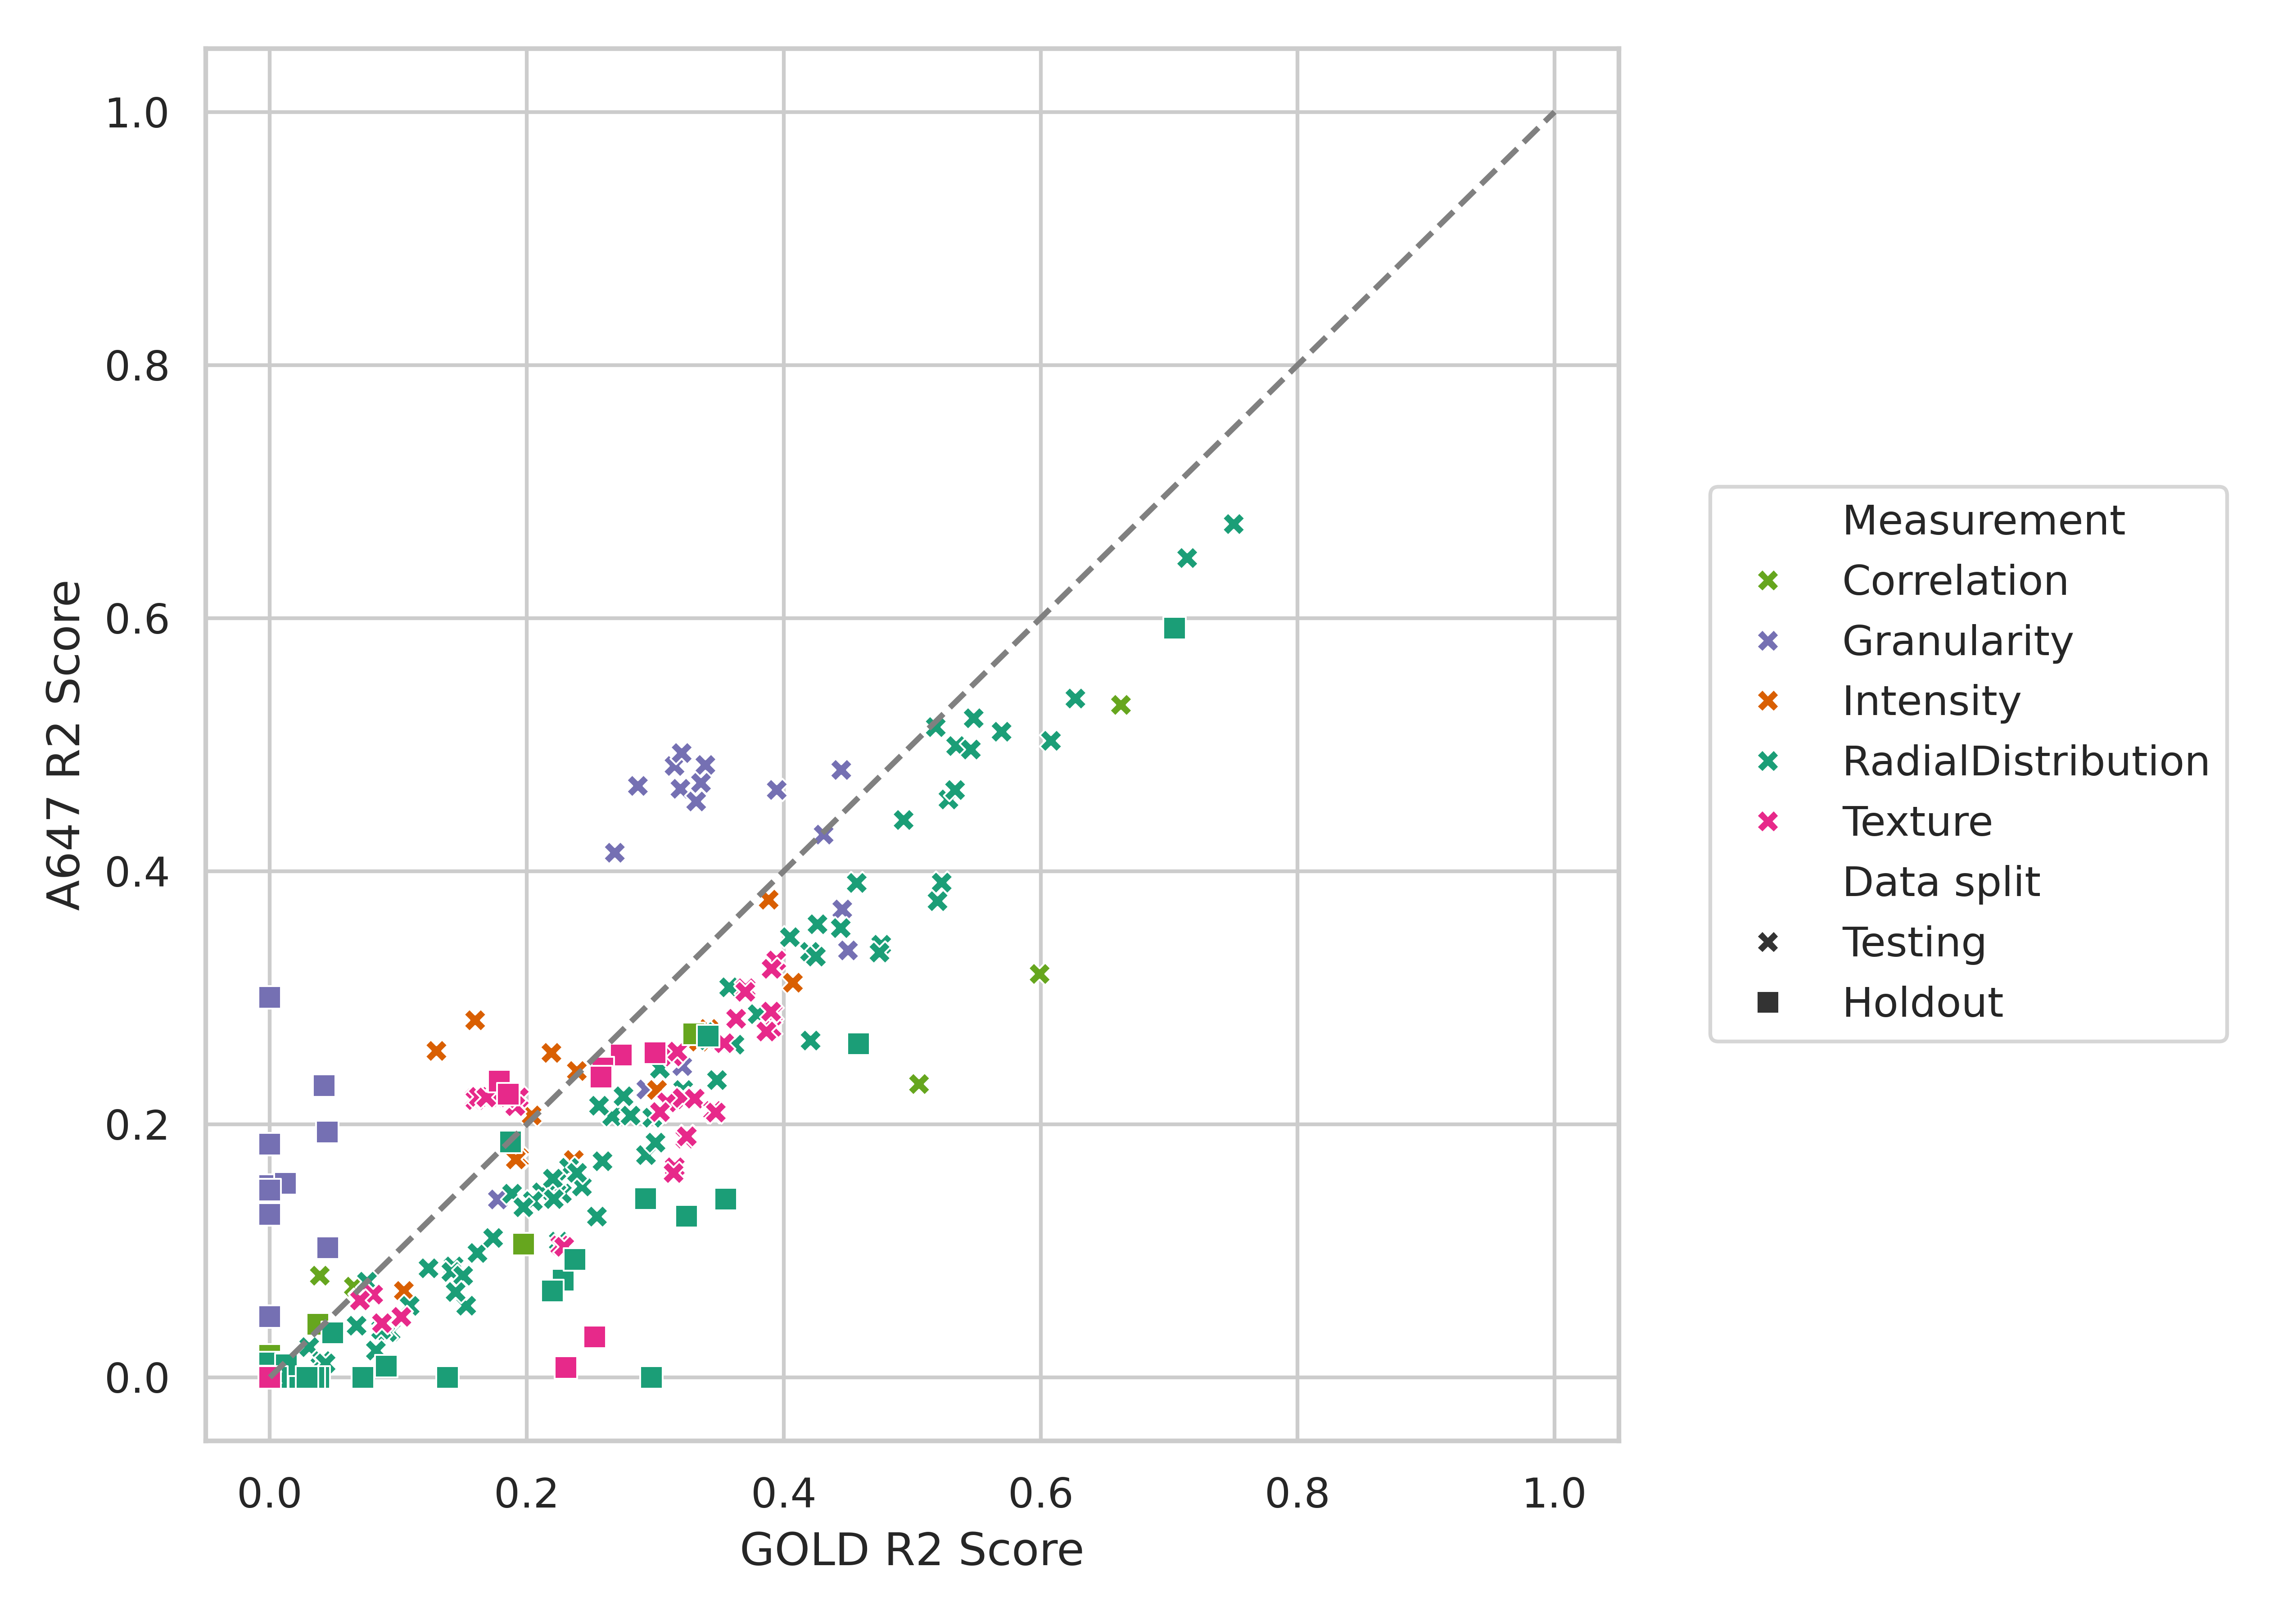 1.0
0.8
0.6
0.4
0.2
0.0
A647 R2 Score
0.0 0.2 0.4 0.6 0.8 1.0
GOLD R2 Score
Measurement
Correlation
Granularity
Intensity
RadialDistribution
Texture
Data split
Testing
Holdout